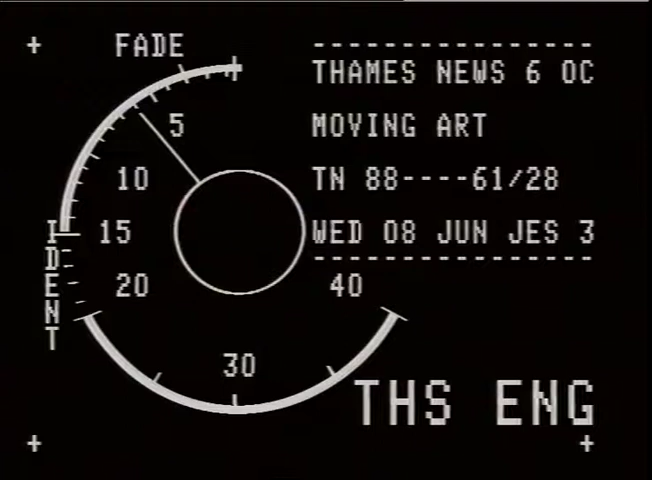 FADE
----------------
THAMES NEWS 6 OC
MOVING ART
TN 88----61/28
WED 08 JUN JES 3
----------------
5
10
15
20
30
40
IDENT
THS ENG